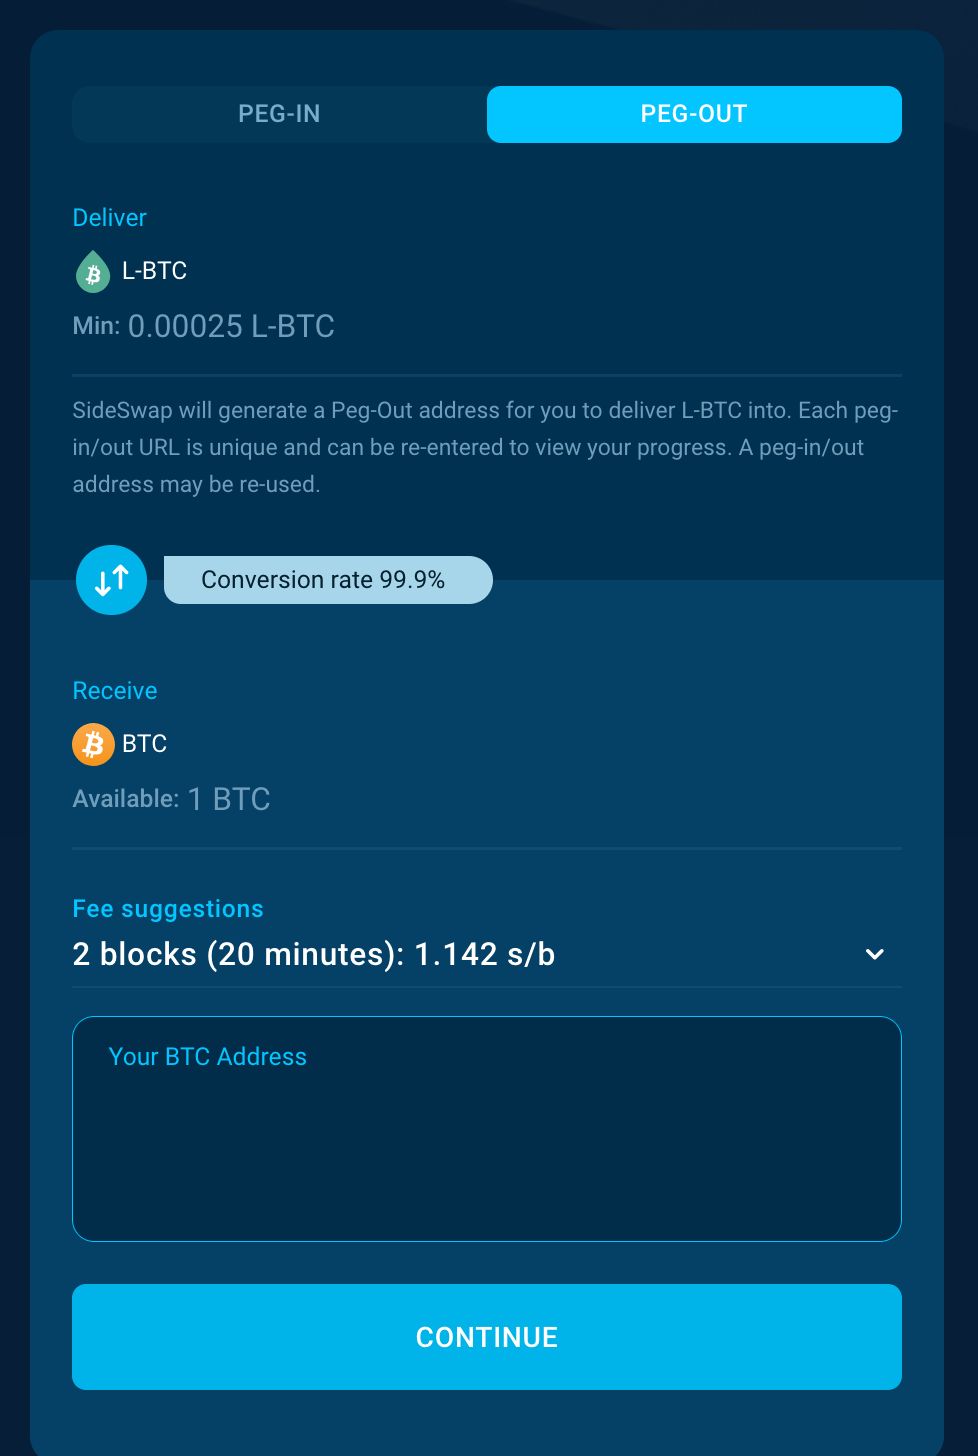 PEG-IN PEG-OUT
Deliver
L-BTC
Min: 0.00025 L-BTC
SideSwap will generate a Peg-Out address for you to deliver L-BTC into. Each peg-
in/out URL is unique and can be re-entered to view your progress. A peg-in/out
address may be re-used.
Conversion rate 99.9%
Receive
BTC
Available: 1 BTC
Fee suggestions
2 blocks (20 minutes): 1.142 s/b
Your BTC Address
CONTINUE